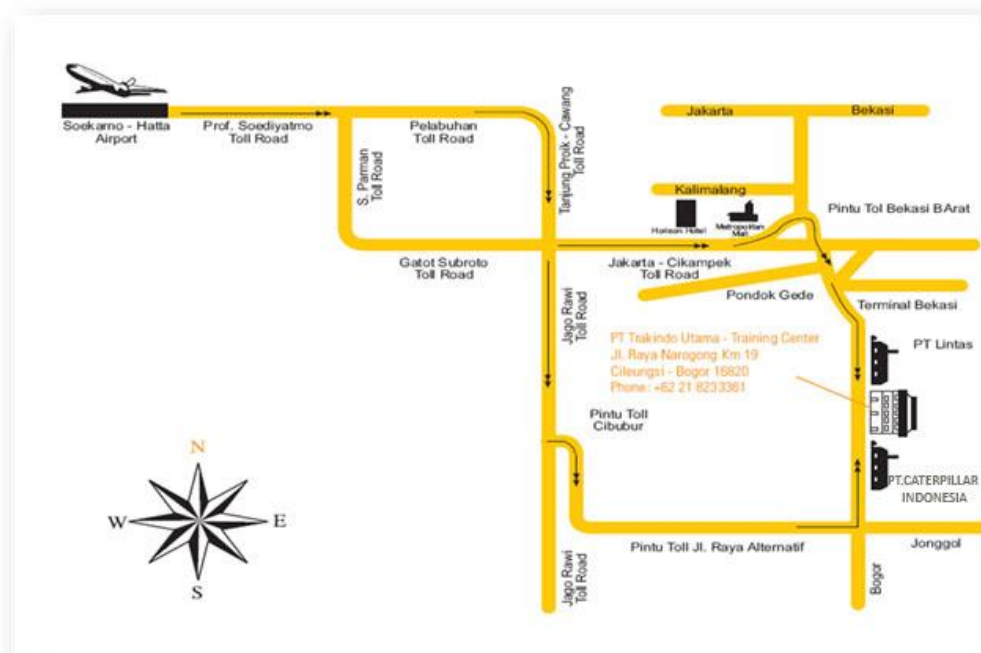 Soekarno - Hatta
Airport
Prof. Soediyatmo
Toll Road
Pelabuhan
Toll Road
S. Parman
Toll Road
Tanjung Proik - Cawang
Toll Road
Jakarta
Bekasi
Kalimalang
Horison Hotel
Metropolitan
Mall
Pintu Tol Bekasi BArat
Gatot Subroto
Toll Road
Jakarta - Cikampek
Toll Road
Pondok Gede
Terminal Bekasi
Jago Rawi
Toll Road
PT Trakindo Utama - Training Center
Jl. Raya Narogong Km 19
Cileungsi - Bogor 16820
Phone: +62 21 8233361
PT Lintas
Pintu Toll
Cibubur
PT.CATERPILLAR
INDONESIA
N
W
E
S
Pintu Toll Jl. Raya Alternatif
Jonggol
Jago Rawi
Toll Road
Bogor